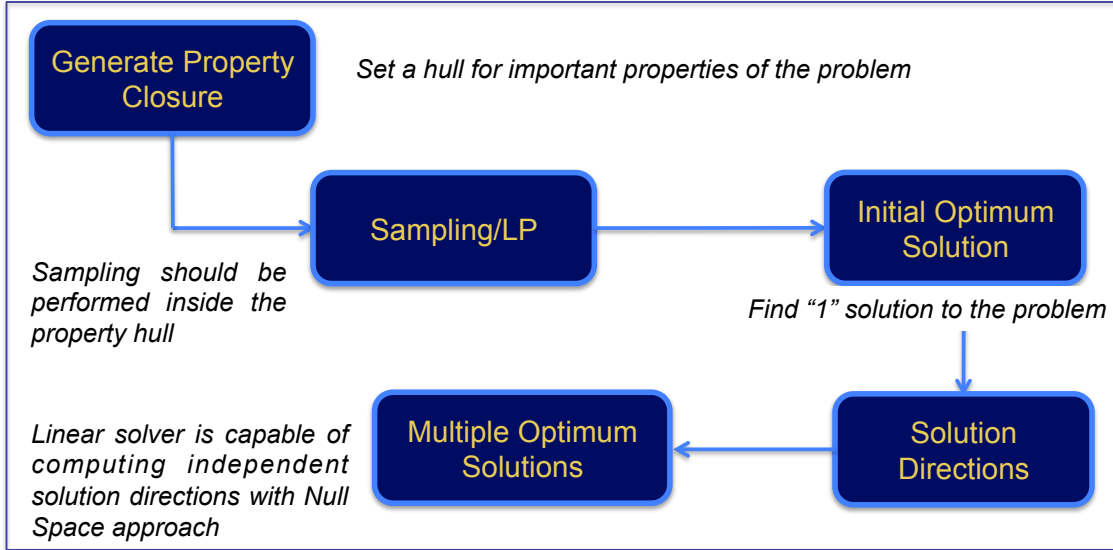 Generate Property
Closure
Set a hull for important properties of the problem
Sampling/LP
Initial Optimum
Solution
Sampling should be
performed inside the
property hull
Find “1” solution to the problem
Linear solver is capable of
computing independent
solution directions with Null
Space approach
Multiple Optimum
Solutions
Solution
Directions